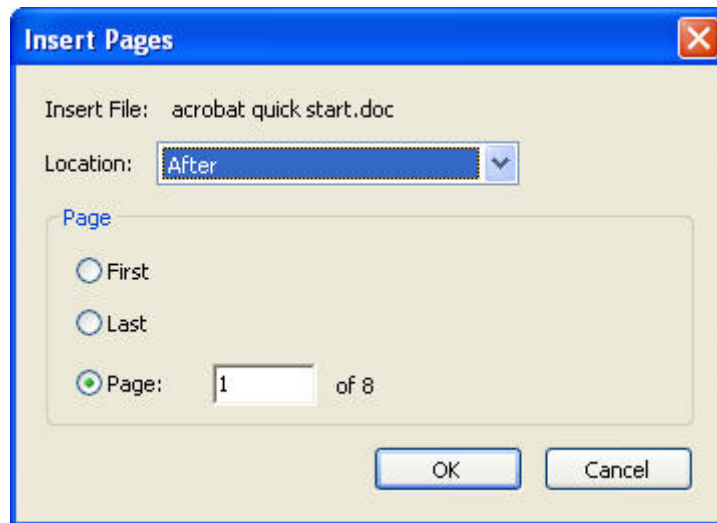 Insert Pages
Insert File: acrobat quick start.doc
Location: After
Page
First
Last
Page: 1 of 8
OK Cancel